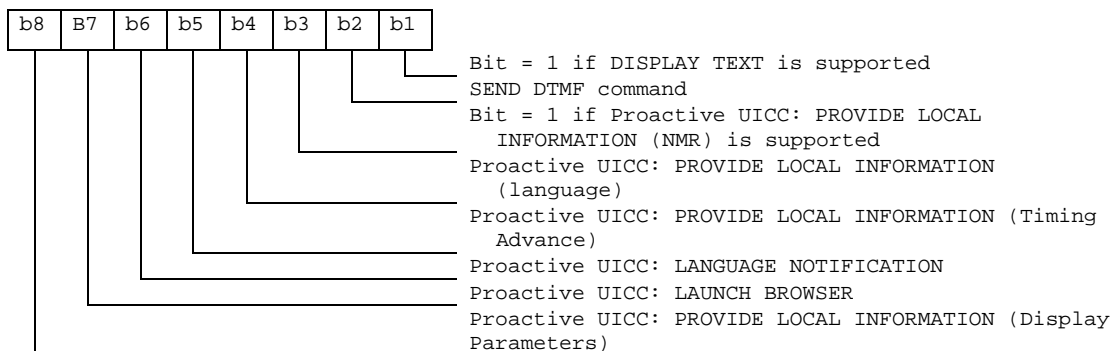 b8 B7 b6 b5 b4 b3 b2 b1
Bit = 1 if DISPLAY TEXT is supported
SEND DTMF command
Bit = 1 if Proactive UICC: PROVIDE LOCAL
INFORMATION (NMR) is supported
Proactive UICC: PROVIDE LOCAL INFORMATION
(language)
Proactive UICC: PROVIDE LOCAL INFORMATION (Timing
Advance)
Proactive UICC: LANGUAGE NOTIFICATION
Proactive UICC: LAUNCH BROWSER
Proactive UICC: PROVIDE LOCAL INFORMATION (Display
Parameters)